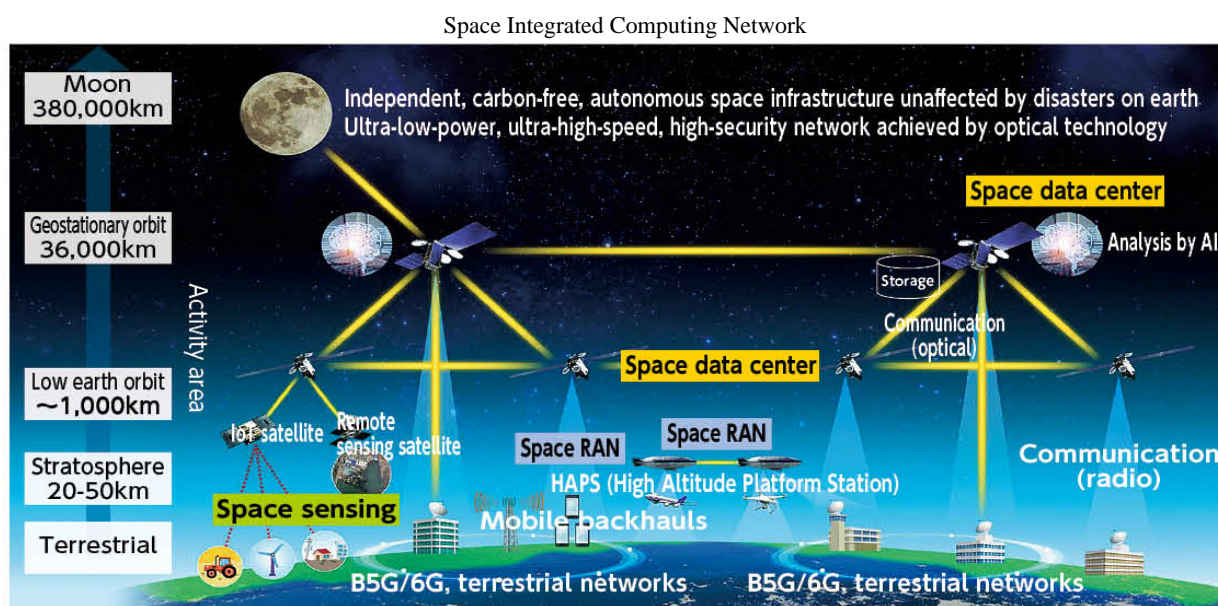 Space Integrated Computing Network
Moon
380,000km
Independent, carbon-free, autonomous space infrastructure unaffected by disasters on earth
Ultra-low-power, ultra-high-speed, high-security network achieved by optical technology
Space data center
Geostationary orbit
36,000km
Analysis by AI
Storage
Activity area
Communication
(optical)
Space data center
Low earth orbit
~1,000km
IoT satellite
Remote
sensing satellite
Space RAN
Space RAN
Communication
(radio)
Stratosphere
20-50km
HAPS (High Altitude Platform Station)
Space sensing
Mobile backhauls
Terrestrial
B5G/6G, terrestrial networks
B5G/6G, terrestrial networks